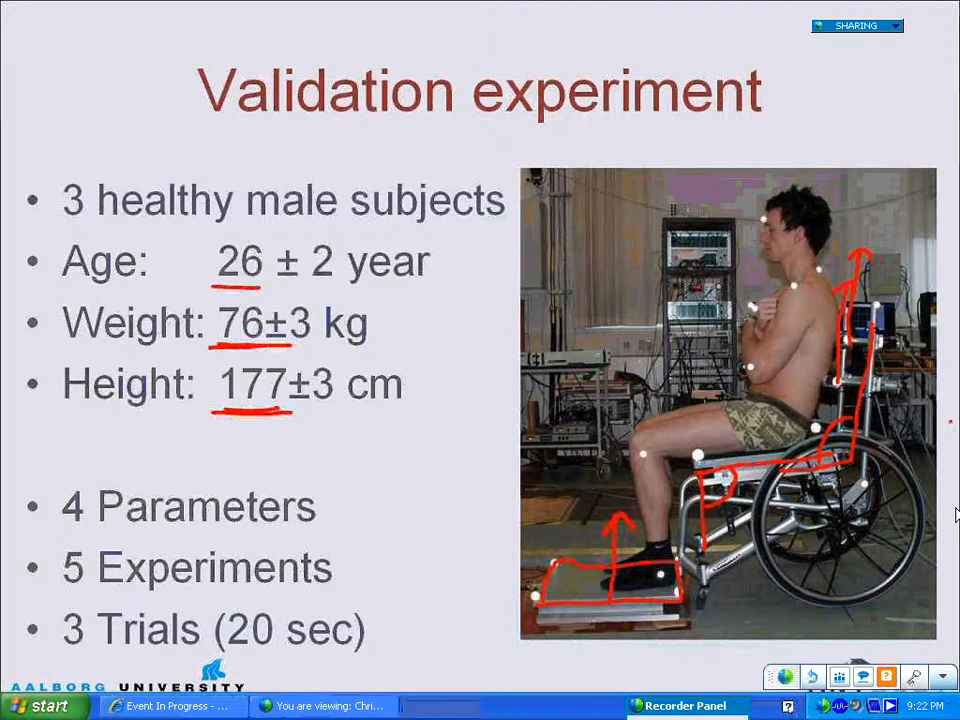 SHARING
Validation experiment
• 3 healthy male subjects
• Age: 26 ± 2 year
• Weight: 76±3 kg
• Height: 177±3 cm
• 4 Parameters
• 5 Experiments
• 3 Trials (20 sec)
AALBORG UNIVERSITY
start
Event In Progress - ...
You are viewing: Chri...
Recorder Panel
9:22 PM